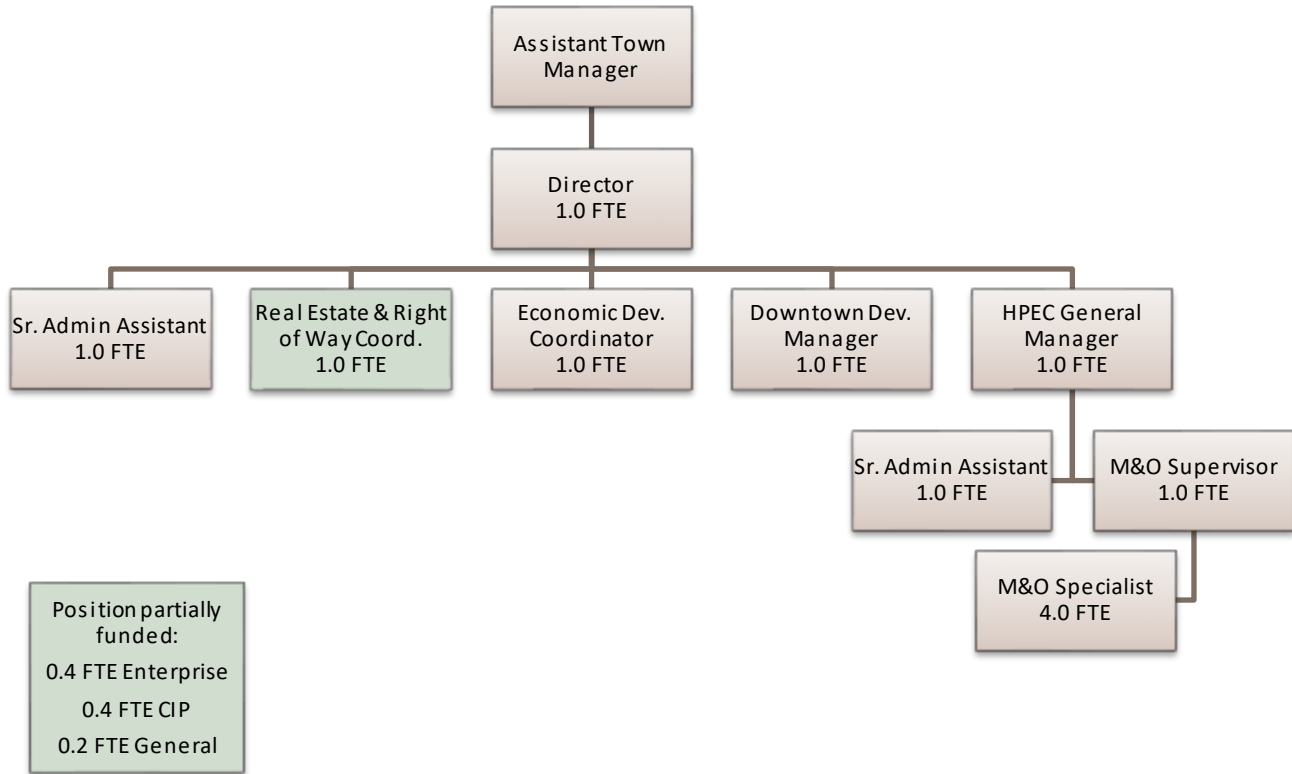 Assistant Town
Manager
Director
1.0 FTE
Sr. Admin Assistant
1.0 FTE
Real Estate & Right
of Way Coord.
1.0 FTE
Economic Dev.
Coordinator
1.0 FTE
Downtown Dev.
Manager
1.0 FTE
HPEC General
Manager
1.0 FTE
Sr. Admin Assistant
1.0 FTE
M&O Supervisor
1.0 FTE
M&O Specialist
4.0 FTE
Position partially
funded:
0.4 FTE Enterprise
0.4 FTE CIP
0.2 FTE General